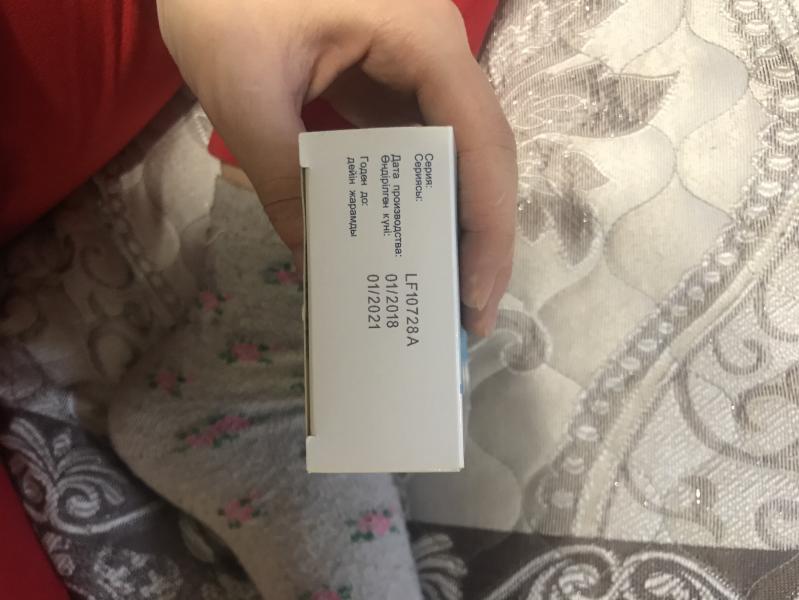 Серия:
Сериясы: LF10728A
Дата производства:
Өндірілген күні: 01/2018
Годен до: 01/2021
дейін жарамды